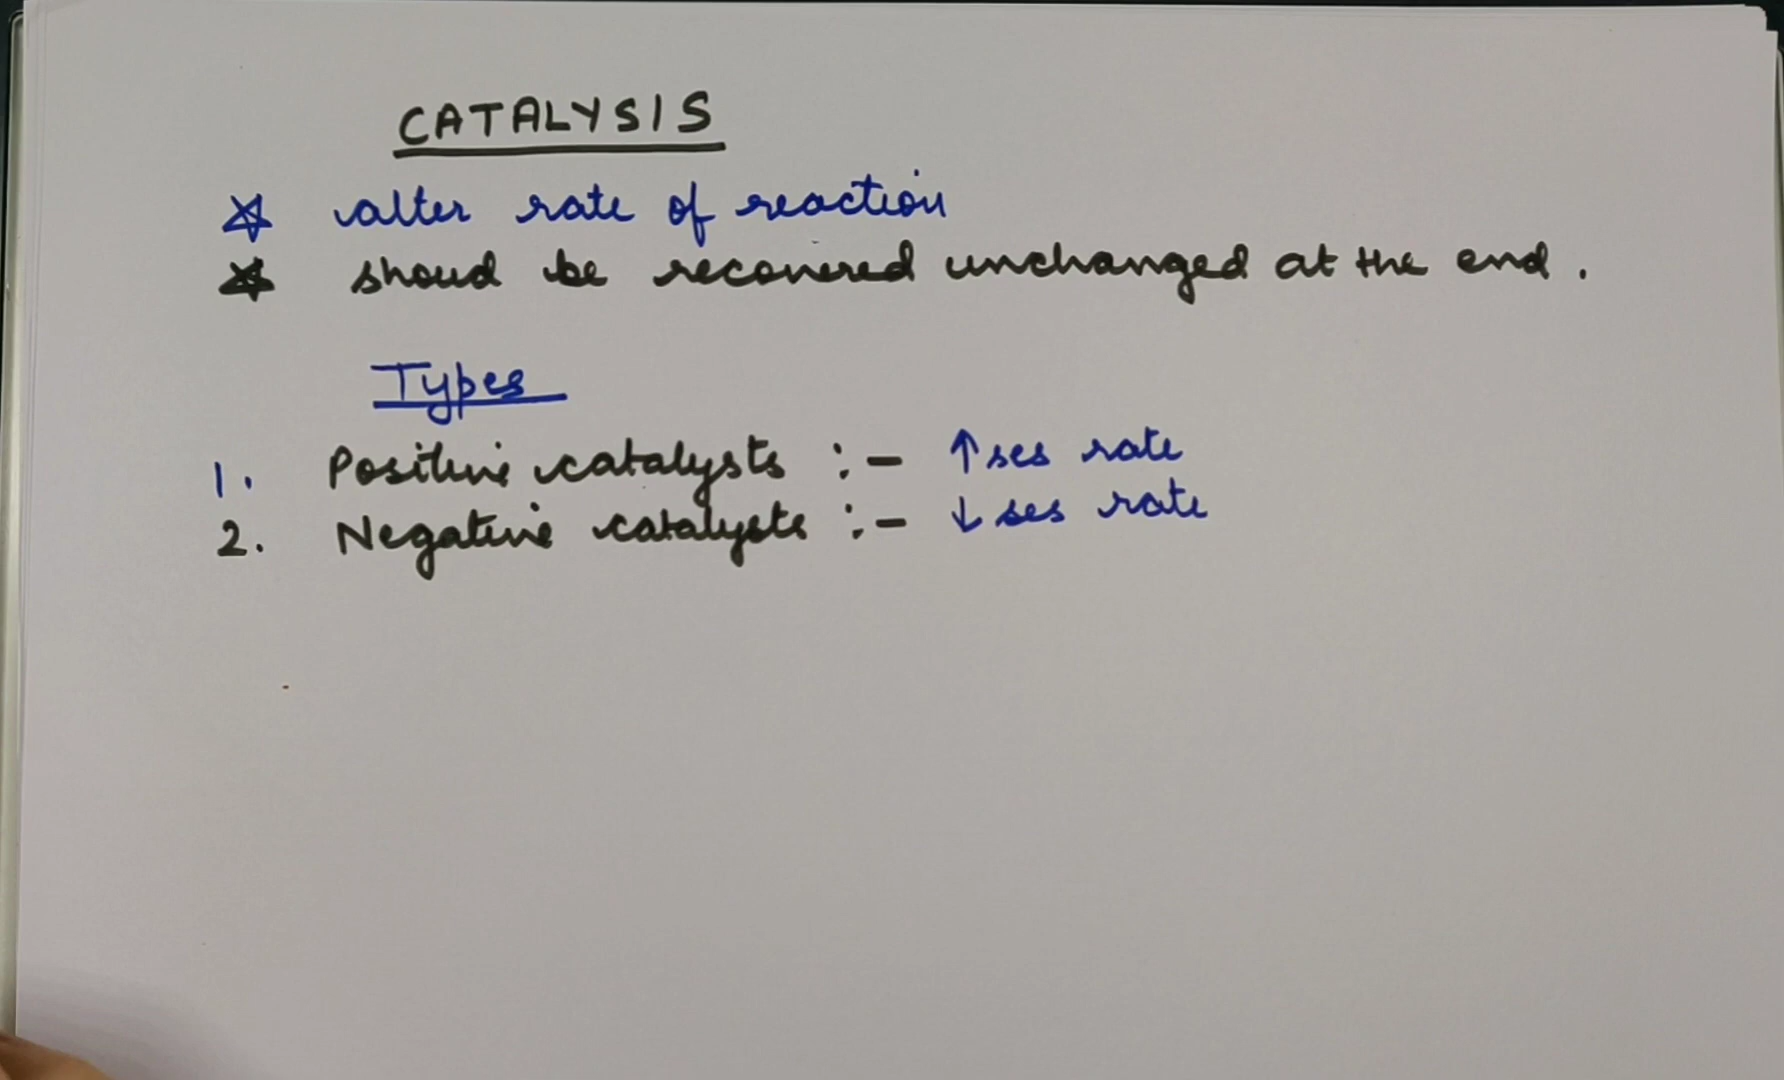 CATALYSIS
☆ alter rate of reaction
☆ shoud be recovered unchanged at the end .
Types
1. Positive catalysts :- ↑ses rate
2. Negative catalysts :- ↓ses rate